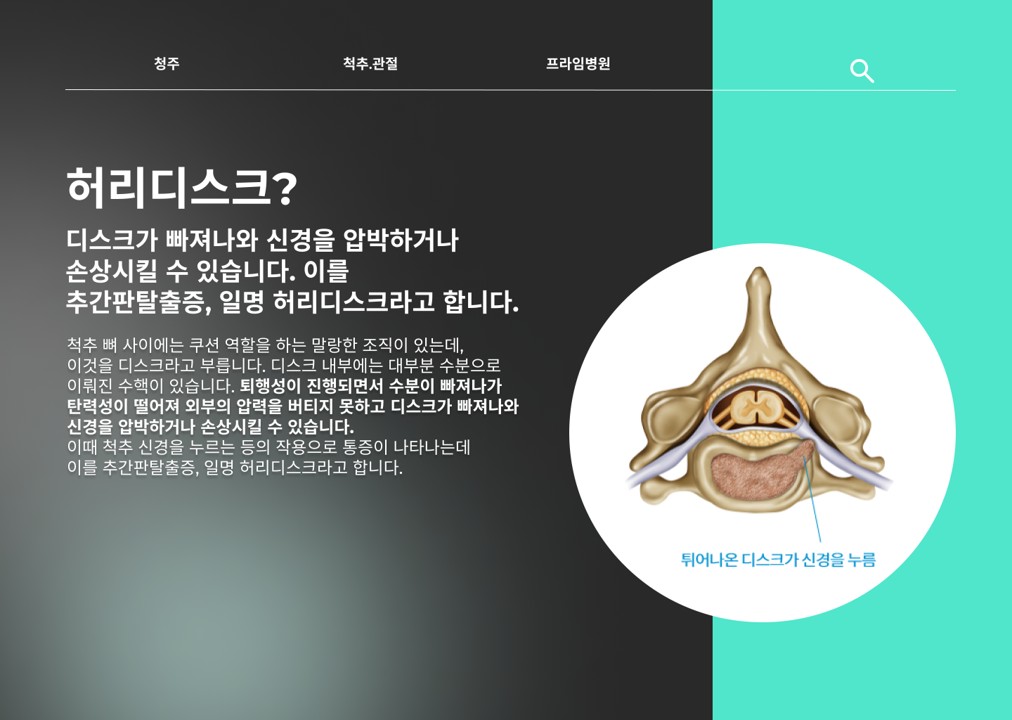 청주
척추.관절
프라임병원
허리디스크?
디스크가 빠져나와 신경을 압박하거나
손상시킬 수 있습니다. 이를
추간판탈출증, 일명 허리디스크라고 합니다.
척추 뼈 사이에는 쿠션 역할을 하는 말랑한 조직이 있는데,
이것을 디스크라고 부릅니다. 디스크 내부에는 대부분 수분으로
이뤄진 수핵이 있습니다. 퇴행성이 진행되면서 수분이 빠져나가
탄력성이 떨어져 외부의 압력을 버티지 못하고 디스크가 빠져나와
신경을 압박하거나 손상시킬 수 있습니다.
이때 척추 신경을 누르는 등의 작용으로 통증이 나타나는데
이를 추간판탈출증, 일명 허리디스크라고 합니다.
튀어나온 디스크가 신경을 누름